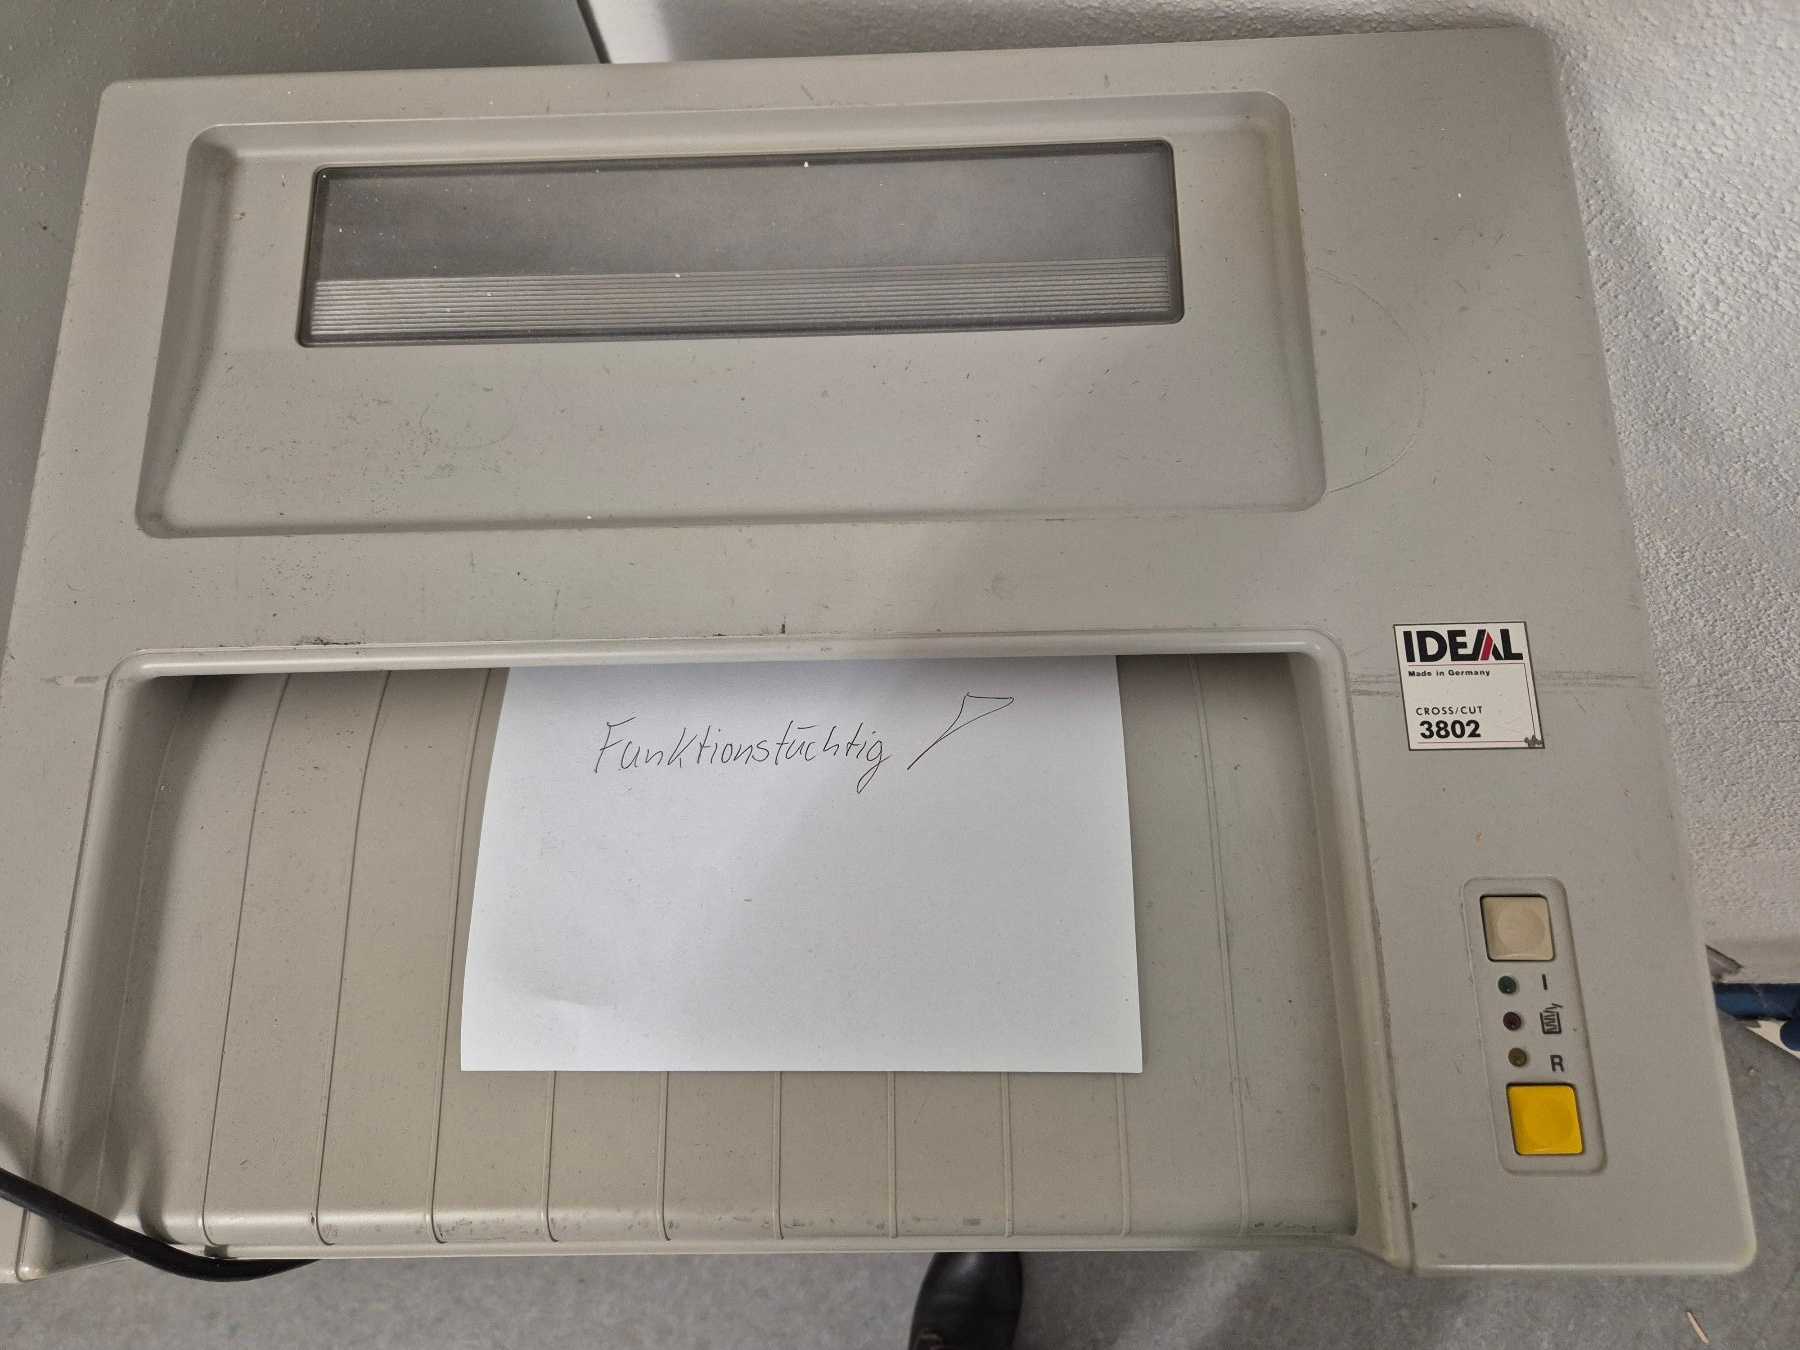 Funktionstüchtig
IDEAL
Made in Germany
CROSS/CUT
3802
I
R